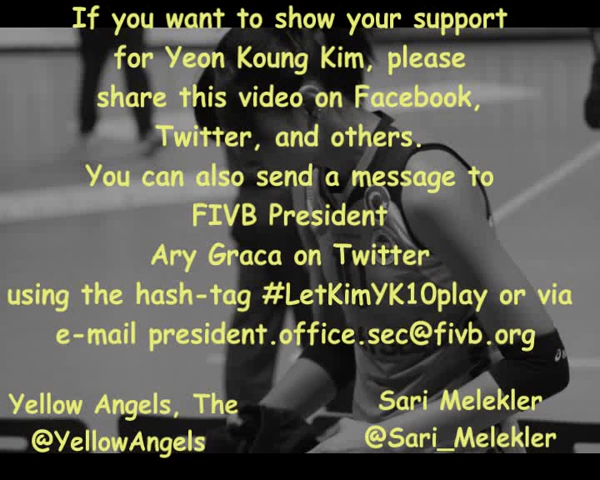 If you want to show your support
for Yeon Koung Kim, please
share this video on Facebook,
Twitter, and others.
You can also send a message to
FIVB President
Ary Graca on Twitter
using the hash-tag #LetKimYK10play or via
e-mail president.office.sec@fivb.org
Yellow Angels, The
@YellowAngels
Sari Melekler
@Sari_Melekler